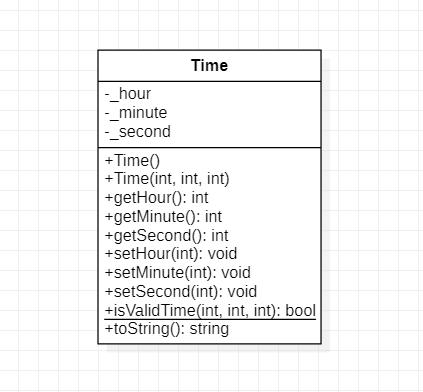 Time
-_hour
-_minute
-_second
+Time()
+Time(int, int, int)
+getHour(): int
+getMinute(): int
+getSecond(): int
+setHour(int): void
+setMinute(int): void
+setSecond(int): void
+isValidTime(int, int, int): bool
+toString(): string